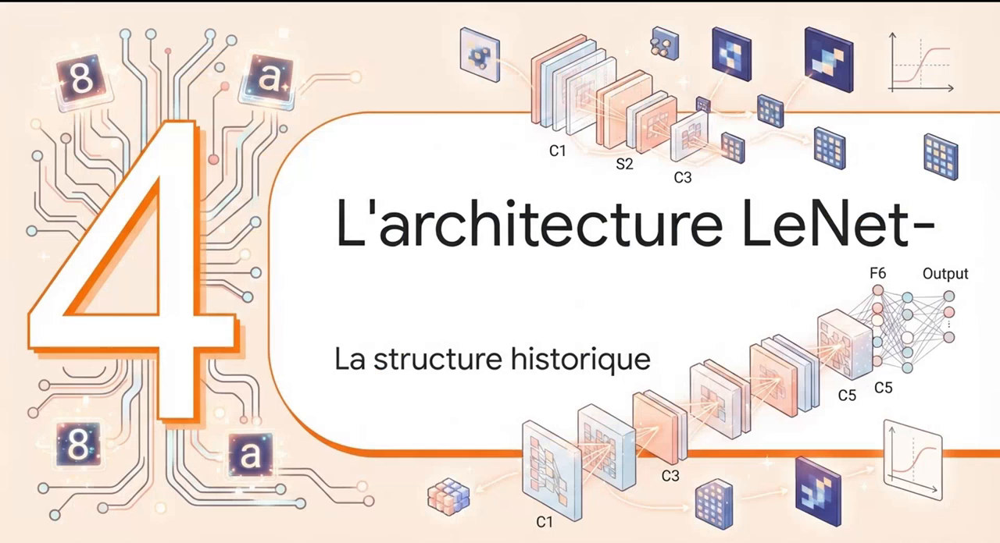 8
a
4
C1
S2
C3
L'architecture LeNet-
F6 Output
La structure historique
C5 C5
8
a
C3
C1